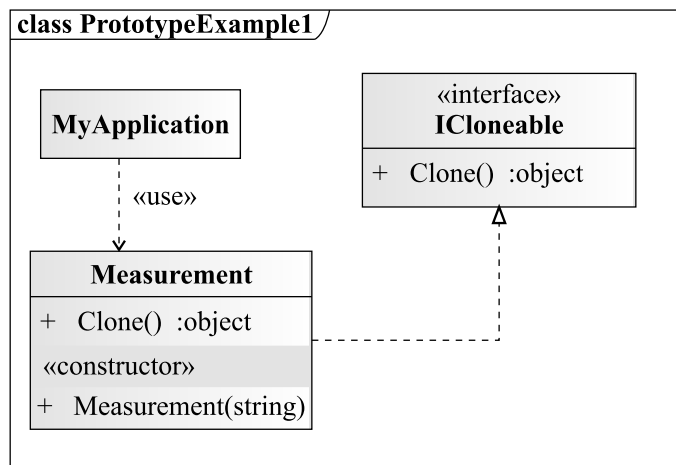 class PrototypeExample1
MyApplication
«use»
«interface»
ICloneable
+ Clone() :object
Measurement
+ Clone() :object
«constructor»
+ Measurement(string)